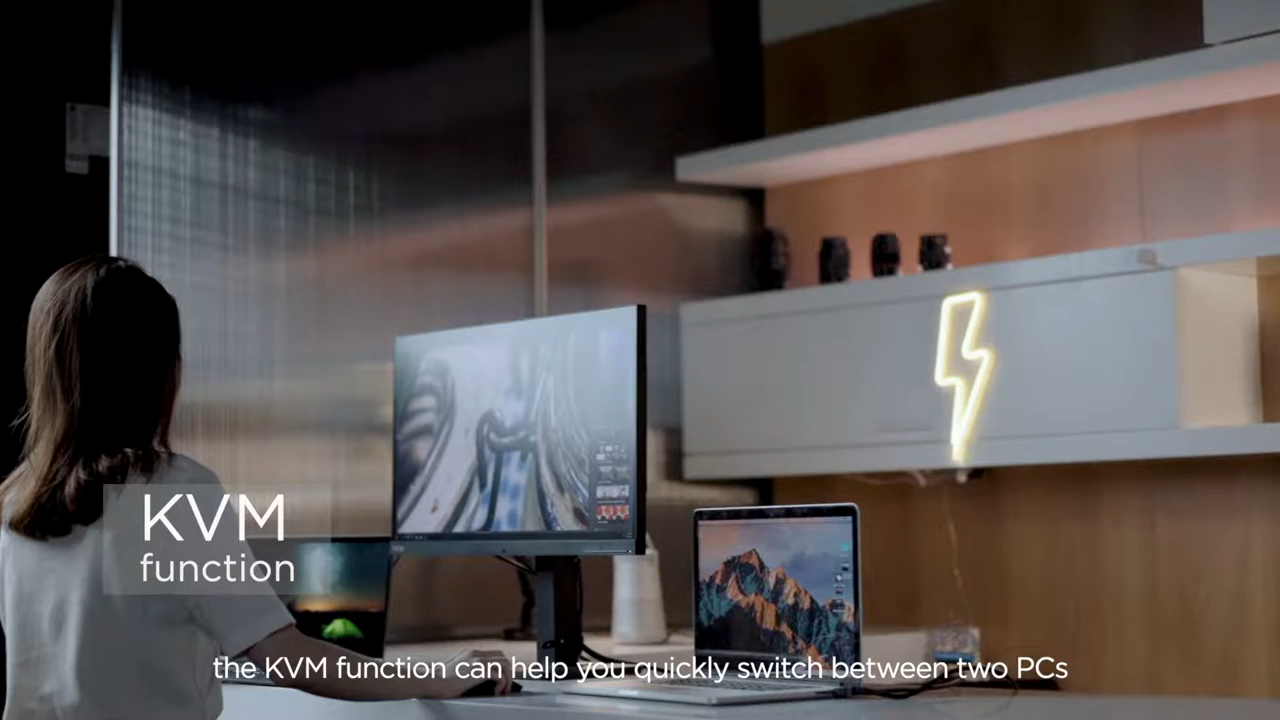 KVM
function
the KVM function can help you quickly switch between two PCs